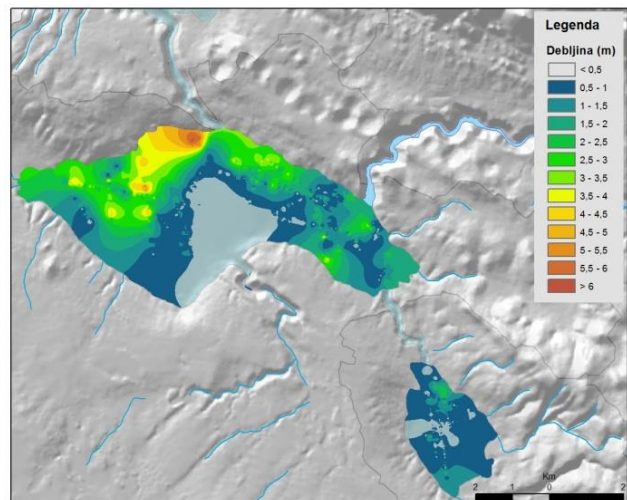 Legenda
Debljina (m)
< 0,5
0,5 - 1
1 - 1,5
1,5 - 2
2 - 2,5
2,5 - 3
3 - 3,5
3,5 - 4
4 - 4,5
4,5 - 5
5 - 5,5
5,5 - 6
> 6
Km
2 1 0 2